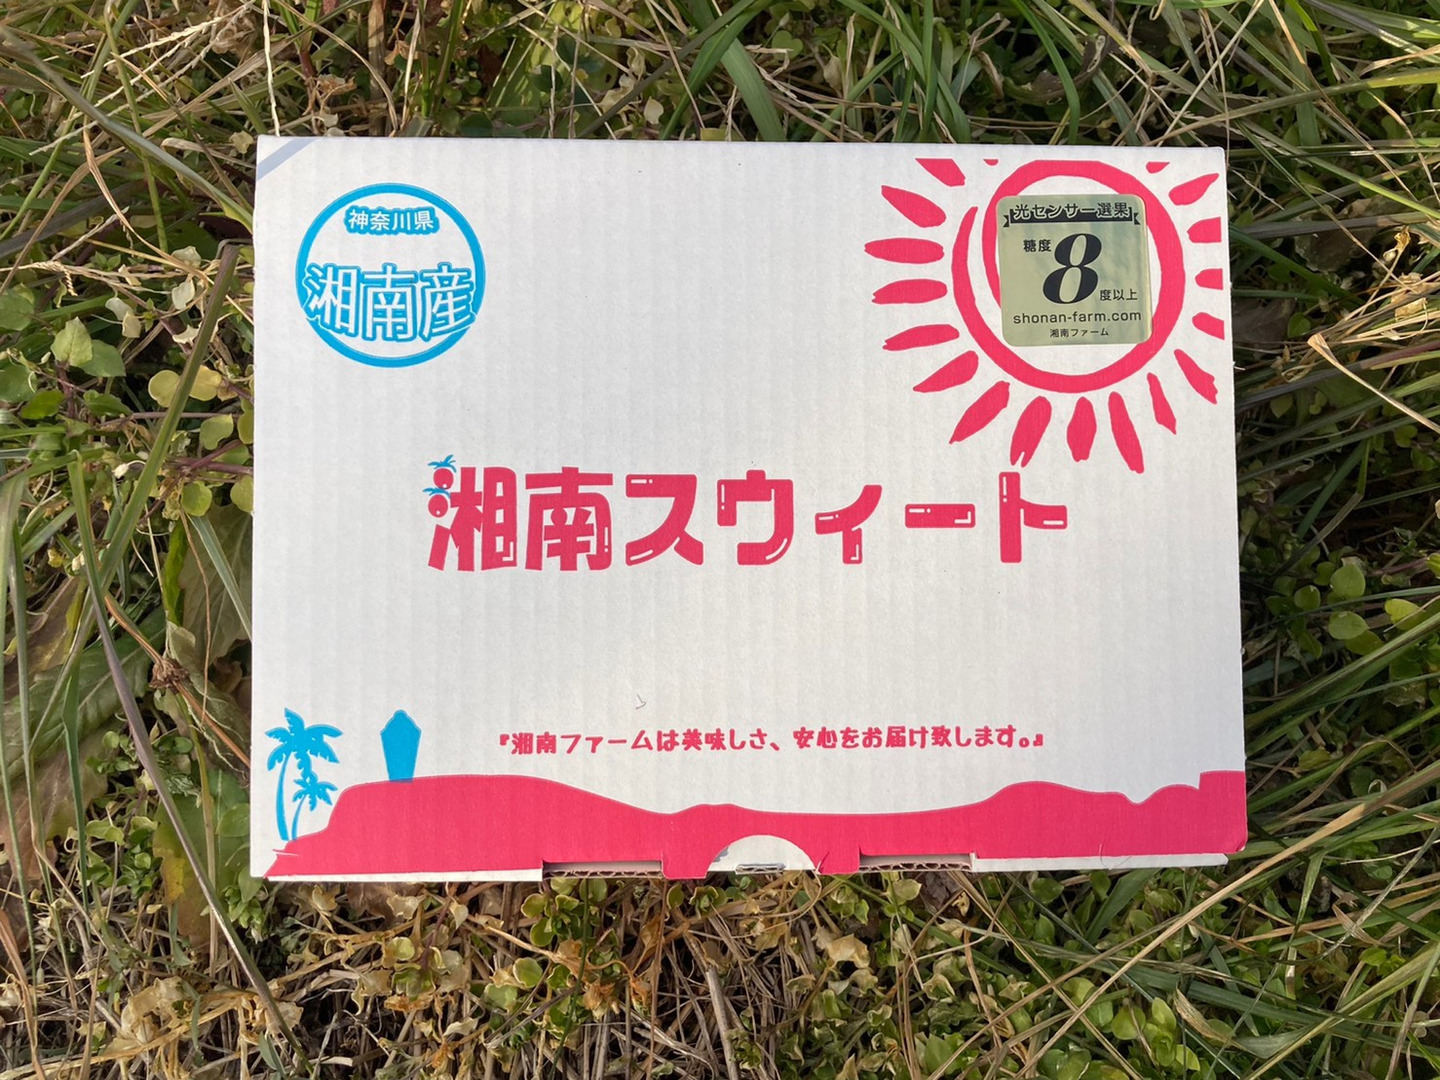 神奈川県
湘南産
光センサー選果
糖度
8
度以上
shonan-farm.com
湘南ファーム
湘南スウィート
『湘南ファームは美味しさ、安心をお届け致します。』